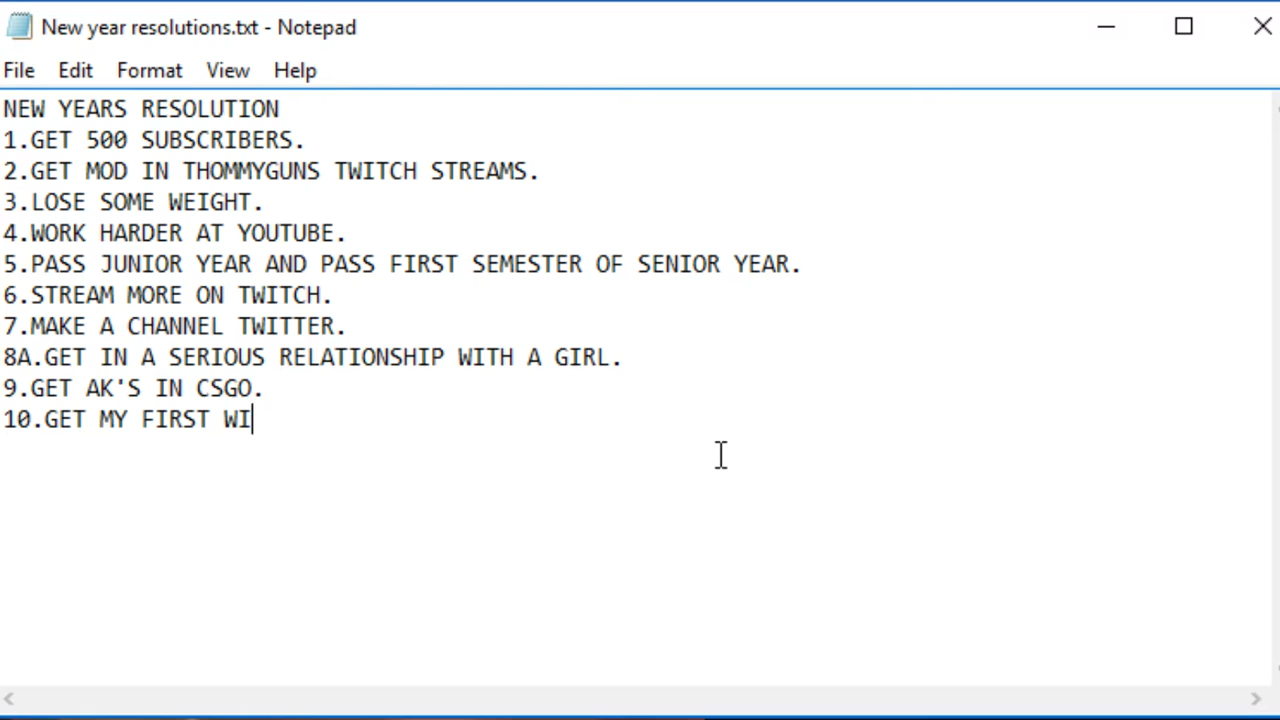 New year resolutions.txt - Notepad
File Edit Format View Help
NEW YEARS RESOLUTION
1.GET 500 SUBSCRIBERS.
2.GET MOD IN THOMMYGUNS TWITCH STREAMS.
3.LOSE SOME WEIGHT.
4.WORK HARDER AT YOUTUBE.
5.PASS JUNIOR YEAR AND PASS FIRST SEMESTER OF SENIOR YEAR.
6.STREAM MORE ON TWITCH.
7.MAKE A CHANNEL TWITTER.
8A.GET IN A SERIOUS RELATIONSHIP WITH A GIRL.
9.GET AK'S IN CSGO.
10.GET MY FIRST WI